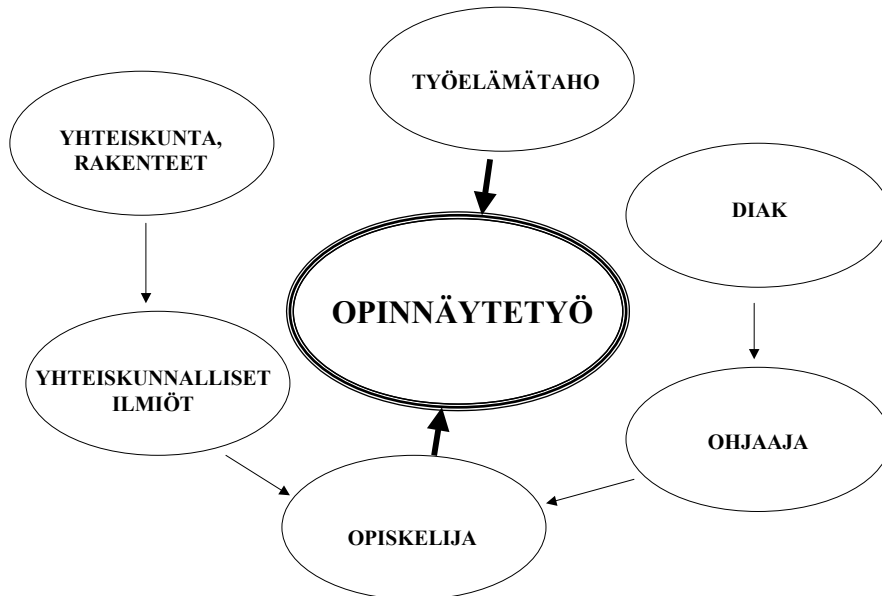 TYÖELÄMÄTAHO
YHTEISKUNTA,
RAKENTEET
DIAK
OPINNÄYTETYÖ
YHTEISKUNNALLISET
ILMIÖT
OHJAAJA
OPISKELIJA